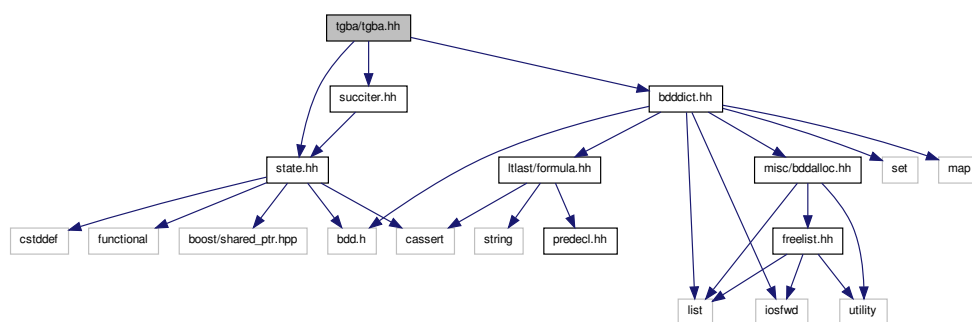 tgba/tgba.hh
succiter.hh
bdddict.hh
state.hh
ltlast/formula.hh
misc/bddalloc.hh
set
map
cstddef
functional
boost/shared_ptr.hpp
bdd.h
cassert
string
predecl.hh
freelist.hh
list
iosfwd
utility